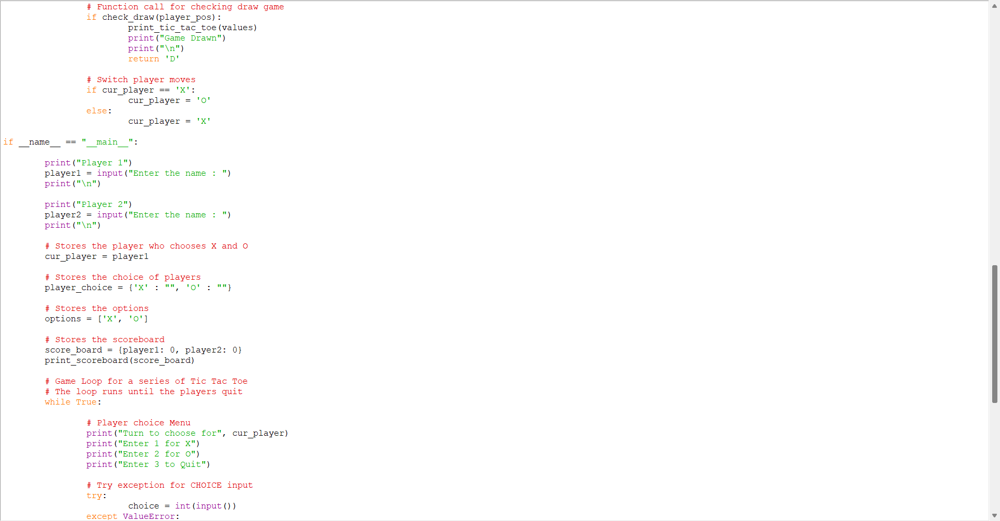 # Function call for checking draw game
if check_draw(player_pos):
print_tic_tac_toe(values)
print("Game Drawn")
print("\n")
return 'D'
# Switch player moves
if cur_player == 'X':
cur_player = 'O'
else:
cur_player = 'X'
if __name__ == "__main__":
print("Player 1")
player1 = input("Enter the name : ")
print("\n")
print("Player 2")
player2 = input("Enter the name : ")
print("\n")
# Stores the player who chooses X and O
cur_player = player1
# Stores the choice of players
player_choice = {'X' : "", 'O' : ""}
# Stores the options
options = ['X', 'O']
# Stores the scoreboard
score_board = {player1: 0, player2: 0}
print_scoreboard(score_board)
# Game Loop for a series of Tic Tac Toe
# The loop runs until the players quit
while True:
# Player choice Menu
print("Turn to choose for", cur_player)
print("Enter 1 for X")
print("Enter 2 for O")
print("Enter 3 to Quit")
# Try exception for CHOICE input
try:
choice = int(input())
except ValueError: